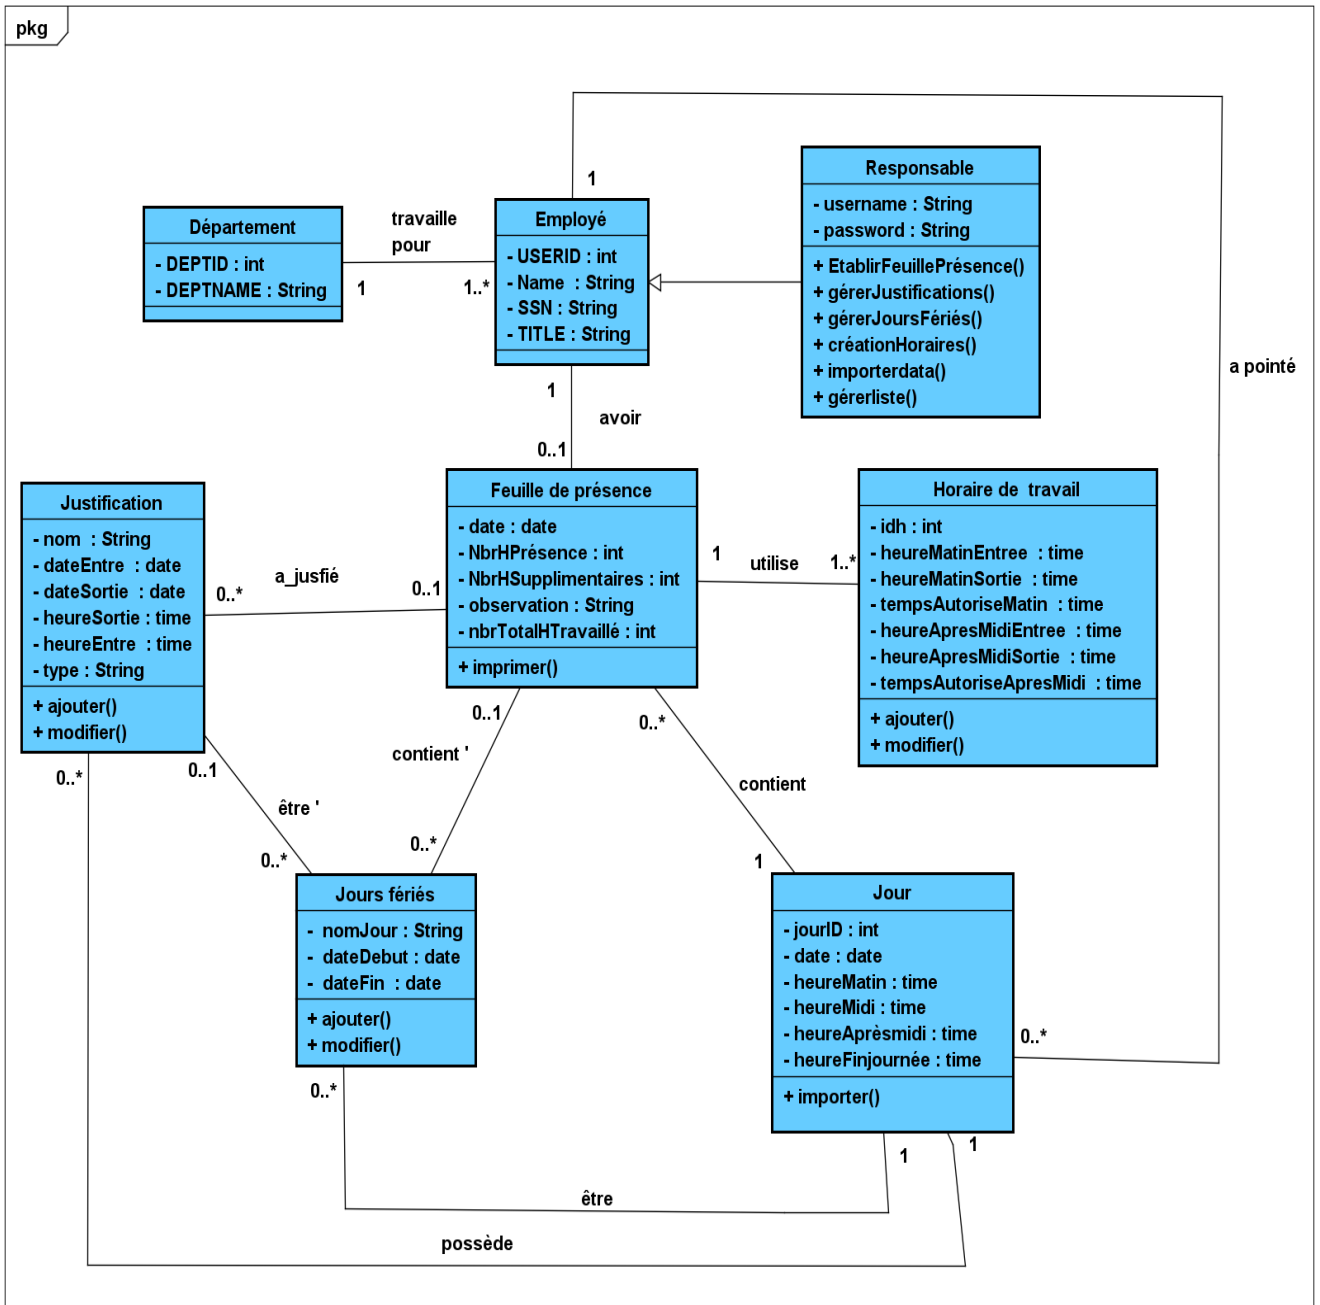 pkg
1
Responsable
- username : String
- password : String
+ EtablirFeuillePrésence()
+ gérerJustifications()
+ gérerJoursFériés()
+ créationHoraires()
+ importerdata()
+ gérerliste()
Département
- DEPTID : int
- DEPTNAME : String
travaille
pour
1
1..*
Employé
- USERID : int
- Name : String
- SSN : String
- TITLE : String
a pointé
1
avoir
0..1
Justification
- nom : String
- dateEntre : date
- dateSortie : date
- heureSortie : time
- heureEntre : time
- type : String
+ ajouter()
+ modifier()
a_jusfié
0..*
0..1
Feuille de présence
- date : date
- NbrHPrésence : int
- NbrHSupplimentaires : int
- observation : String
- nbrTotalHTravaillé : int
+ imprimer()
1
utilise
1..*
Horaire de travail
- idh : int
- heureMatinEntree : time
- heureMatinSortie : time
- tempsAutoriseMatin : time
- heureApresMidiEntree : time
- heureApresMidiSortie : time
- tempsAutoriseApresMidi : time
+ ajouter()
+ modifier()
0..*
0..1
être '
0..*
0..1
contient '
0..*
0..*
contient
1
Jours fériés
- nomJour : String
- dateDebut : date
- dateFin : date
+ ajouter()
+ modifier()
Jour
- jourID : int
- date : date
- heureMatin : time
- heureMidi : time
- heureAprèsmidi : time
- heureFinjournée : time
+ importer()
0..*
0..*
1
1
être
possède